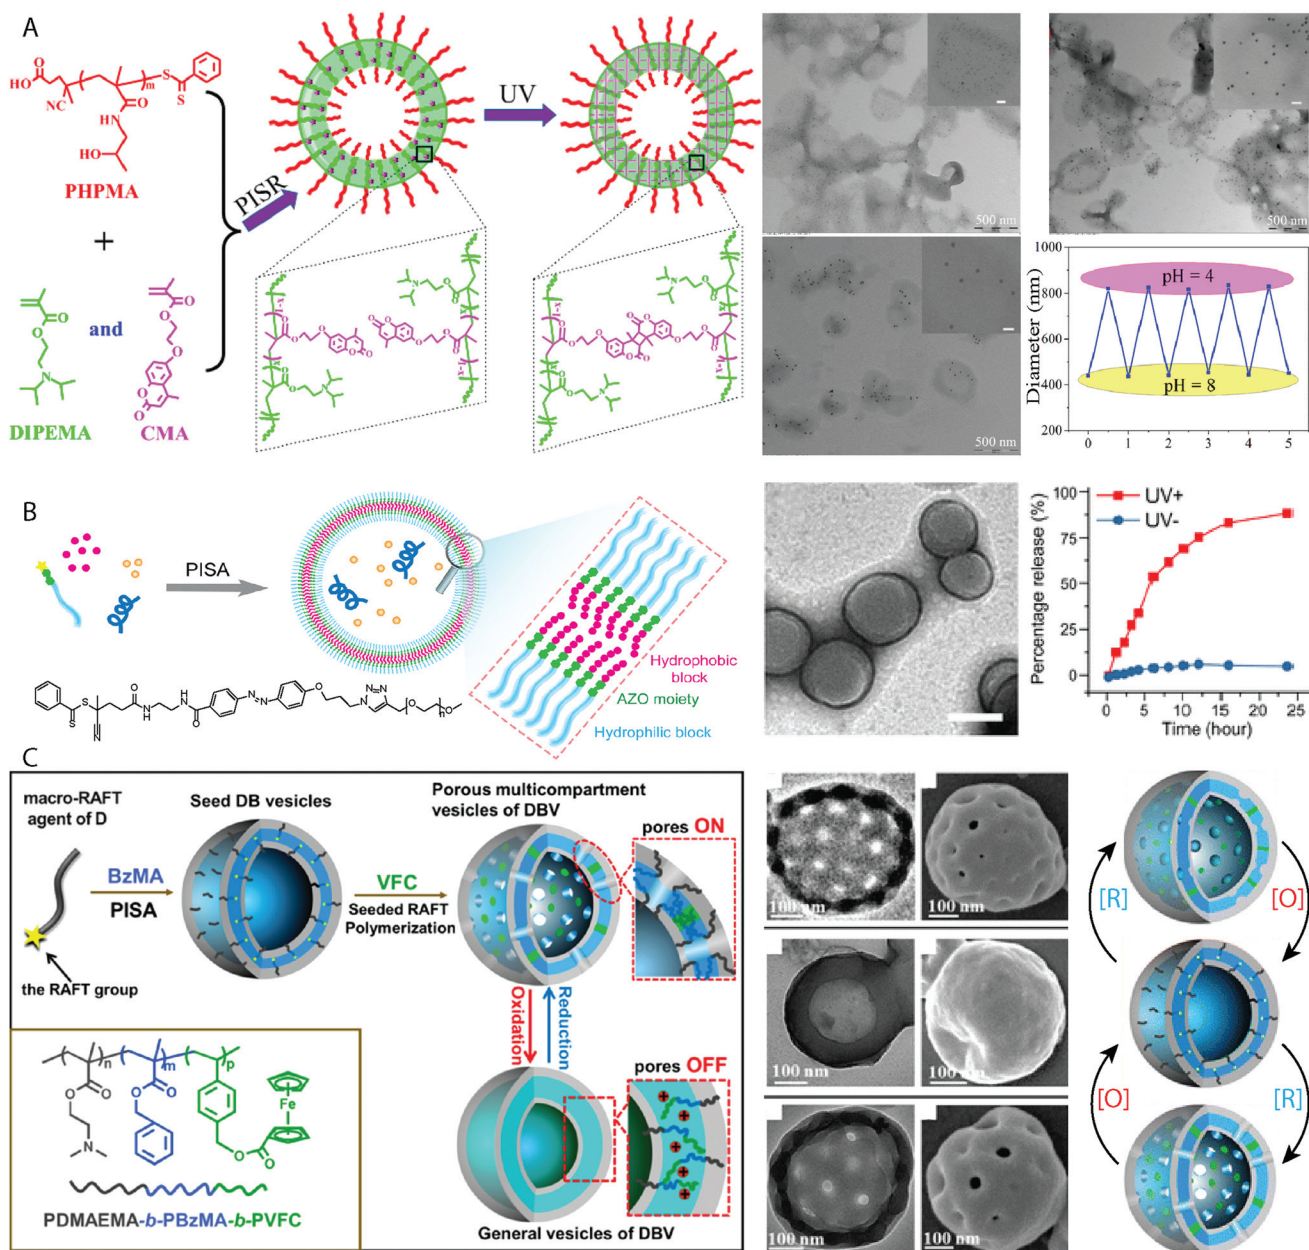 A
HO
O
NC
m
S
S
HN
O
HO
PHPMA
+
O
O
N
DIPEMA
and
O
O
O
O
O
CMA
PISR
UV
N
O
O
1-x
x
O
O
O
O
O
O
O
O
O
O
x
1-x
O
O
N
N
O
O
1-x
x
O
O
O
O
O
O
O
O
O
O
x
1-x
O
O
N
500 nm
500 nm
500 nm
Diameter (nm)
1000
800
600
400
200
pH = 4
pH = 8
0 1 2 3 4 5
B
PISA
Hydrophobic
block
AZO moiety
Hydrophilic block
S
S
N
O
H
N
H
N
O
N
N
O
N
N
N
O
n
O
Percentage release (%)
100
75
50
25
0
UV+
UV-
0 5 10 15 20 25
Time (hour)
C
macro-RAFT
agent of D
the RAFT group
BzMA
PISA
Seed DB vesicles
VFC
Seeded RAFT
Polymerization
Porous multicompartment
vesicles of DBV
pores ON
Oxidation
Reduction
pores OFF
General vesicles of DBV
n
m
p
O
O
O
O
N
O
O
Fe
PDMAEMA-b-PBzMA-b-PVFC
100 nm
100 nm
100 nm
100 nm
100 nm
100 nm
[R]
[O]
[O]
[R]